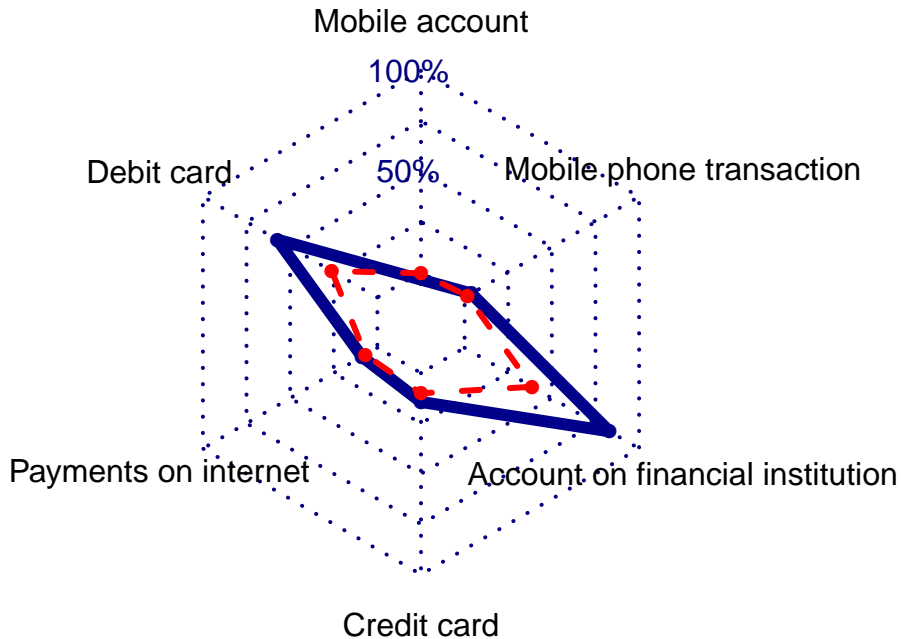 Mobile account
100%
Debit card
50%
Mobile phone transaction
Payments on internet
Account on financial institution
Credit card